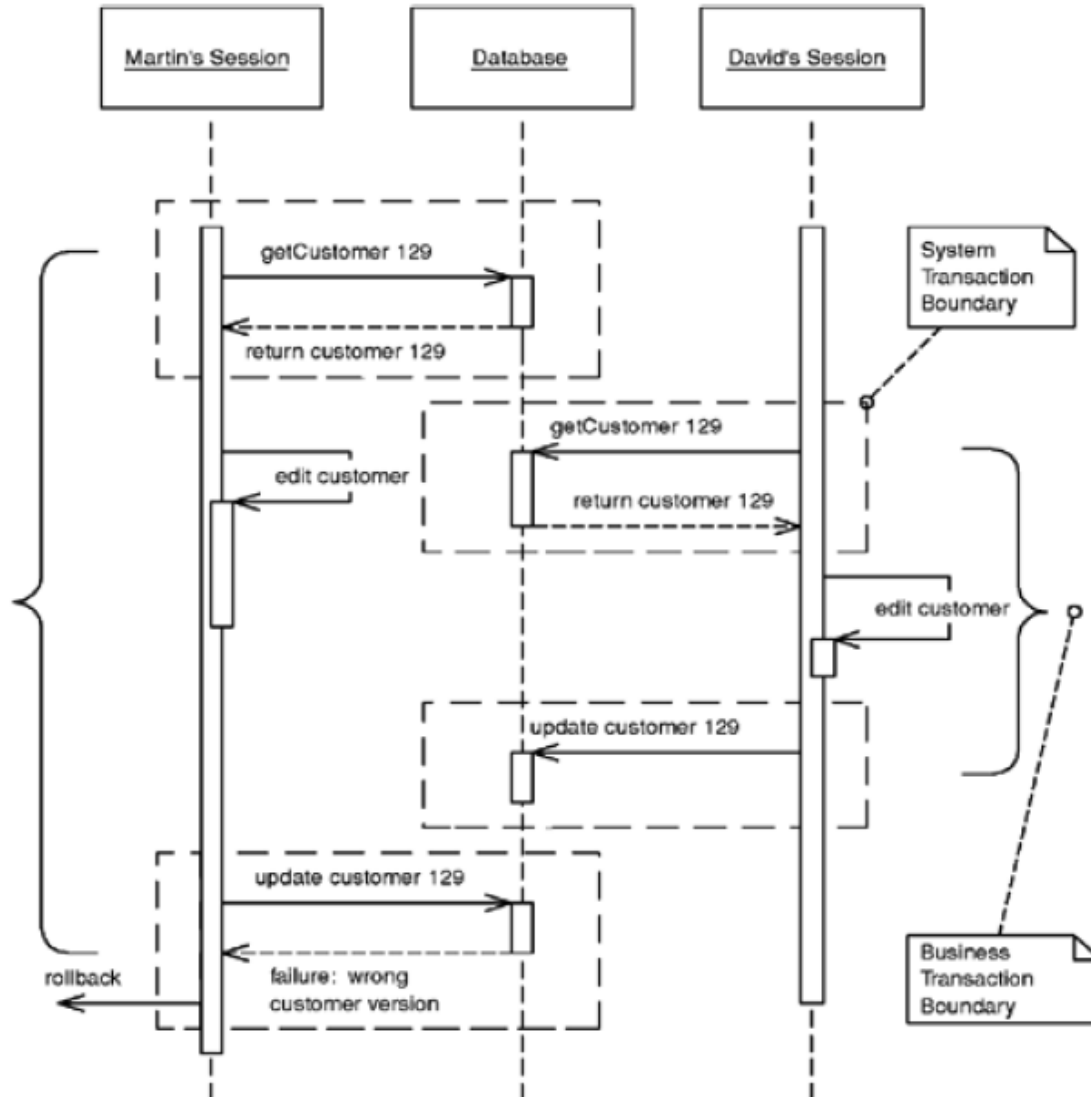 Martin's Session
Database
David's Session
getCustomer 129
return customer 129
System
Transaction
Boundary
getCustomer 129
edit customer
return customer 129
edit customer
update customer 129
update customer 129
failure: wrong
customer version
rollback
Business
Transaction
Boundary